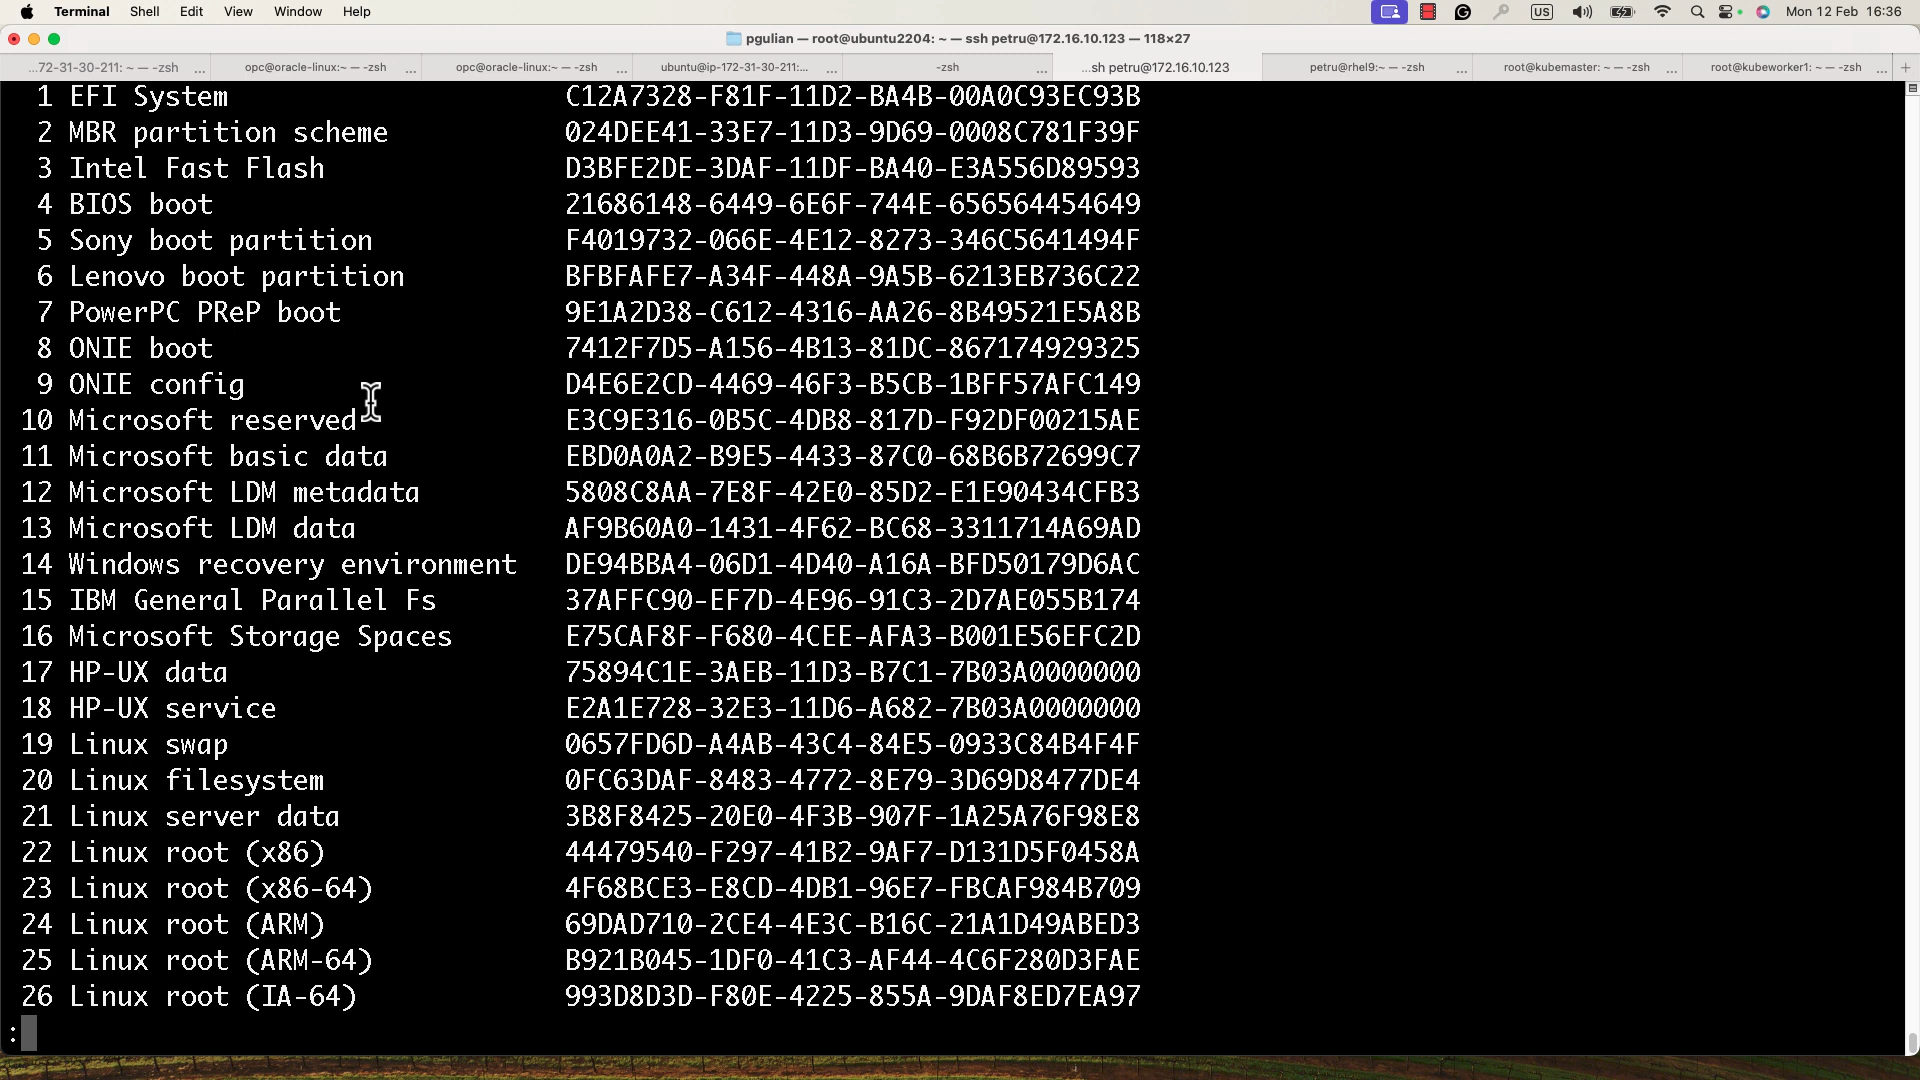 Terminal Shell Edit View Window Help US Mon 12 Feb 16:36
pgulian — root@ubuntu2204: ~ — ssh petru@172.16.10.123 — 118×27
...72-31-30-211: ~ — -zsh ... opc@oracle-linux:~ — -zsh ... opc@oracle-linux:~ — -zsh ... ubuntu@ip-172-31-30-211:... ... -zsh ... ...sh petru@172.16.10.123 petru@rhel9:~ — -zsh ... root@kubemaster: ~ — -zsh ... root@kubeworker1: ~ — -zsh ... +
1 EFI System C12A7328-F81F-11D2-BA4B-00A0C93EC93B
2 MBR partition scheme 024DEE41-33E7-11D3-9D69-0008C781F39F
3 Intel Fast Flash D3BFE2DE-3DAF-11DF-BA40-E3A556D89593
4 BIOS boot 21686148-6449-6E6F-744E-656564454649
5 Sony boot partition F4019732-066E-4E12-8273-346C5641494F
6 Lenovo boot partition BFBFAFE7-A34F-448A-9A5B-6213EB736C22
7 PowerPC PReP boot 9E1A2D38-C612-4316-AA26-8B49521E5A8B
8 ONIE boot 7412F7D5-A156-4B13-81DC-867174929325
9 ONIE config D4E6E2CD-4469-46F3-B5CB-1BFF57AFC149
10 Microsoft reserved E3C9E316-0B5C-4DB8-817D-F92DF00215AE
11 Microsoft basic data EBD0A0A2-B9E5-4433-87C0-68B6B72699C7
12 Microsoft LDM metadata 5808C8AA-7E8F-42E0-85D2-E1E90434CFB3
13 Microsoft LDM data AF9B60A0-1431-4F62-BC68-3311714A69AD
14 Windows recovery environment DE94BBA4-06D1-4D40-A16A-BFD50179D6AC
15 IBM General Parallel Fs 37AFFC90-EF7D-4E96-91C3-2D7AE055B174
16 Microsoft Storage Spaces E75CAF8F-F680-4CEE-AFA3-B001E56EFC2D
17 HP-UX data 75894C1E-3AEB-11D3-B7C1-7B03A0000000
18 HP-UX service E2A1E728-32E3-11D6-A682-7B03A0000000
19 Linux swap 0657FD6D-A4AB-43C4-84E5-0933C84B4F4F
20 Linux filesystem 0FC63DAF-8483-4772-8E79-3D69D8477DE4
21 Linux server data 3B8F8425-20E0-4F3B-907F-1A25A76F98E8
22 Linux root (x86) 44479540-F297-41B2-9AF7-D131D5F0458A
23 Linux root (x86-64) 4F68BCE3-E8CD-4DB1-96E7-FBCAF984B709
24 Linux root (ARM) 69DAD710-2CE4-4E3C-B16C-21A1D49ABED3
25 Linux root (ARM-64) B921B045-1DF0-41C3-AF44-4C6F280D3FAE
26 Linux root (IA-64) 993D8D3D-F80E-4225-855A-9DAF8ED7EA97
: